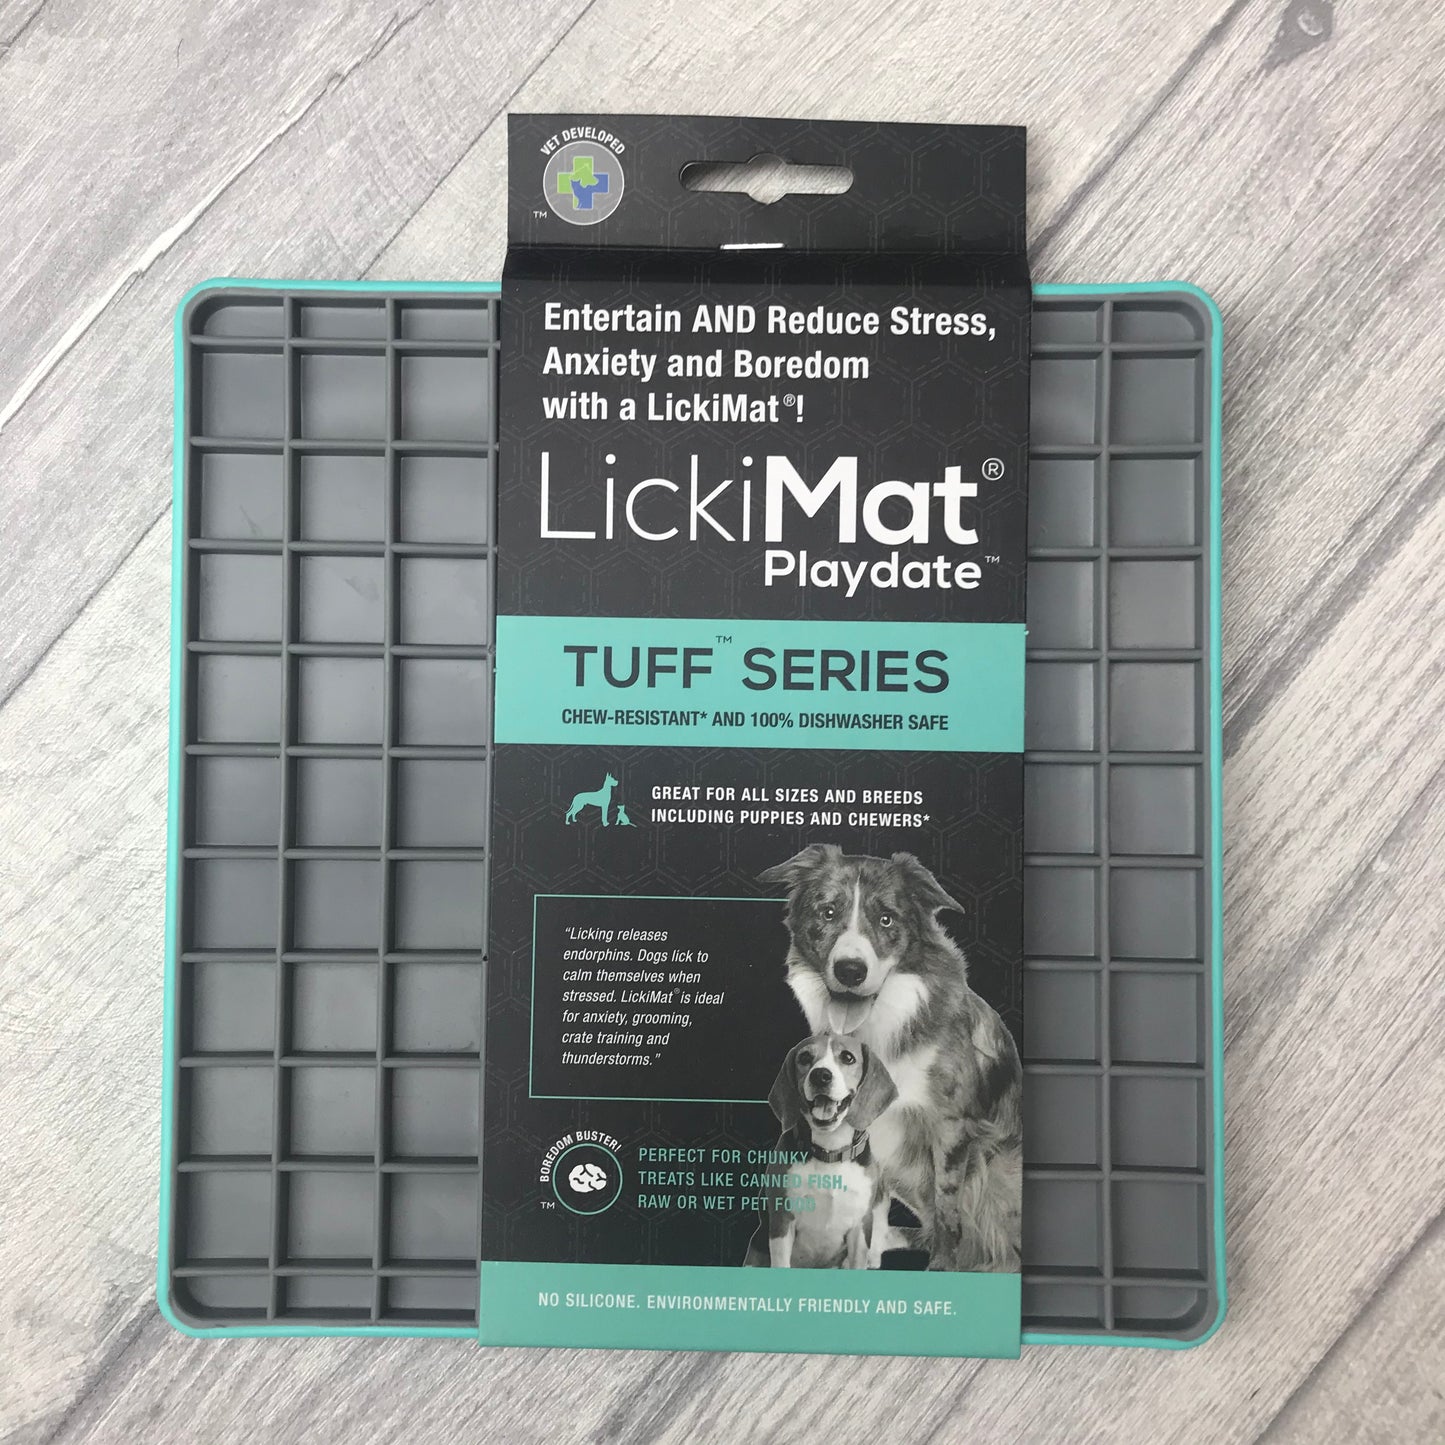 VET DEVELOPED
TM
Entertain AND Reduce Stress,
Anxiety and Boredom
with a LickiMat®!
LickiMat®
Playdate™
TUFF™ SERIES
CHEW-RESISTANT* AND 100% DISHWASHER SAFE
GREAT FOR ALL SIZES AND BREEDS
INCLUDING PUPPIES AND CHEWERS*
“Licking releases
endorphins. Dogs lick to
calm themselves when
stressed. LickiMat® is ideal
for anxiety, grooming,
crate training and
thunderstorms.”
BOREDOM BUSTER!
TM
PERFECT FOR CHUNKY
TREATS LIKE CANNED FISH,
RAW OR WET PET FOOD
NO SILICONE. ENVIRONMENTALLY FRIENDLY AND SAFE.